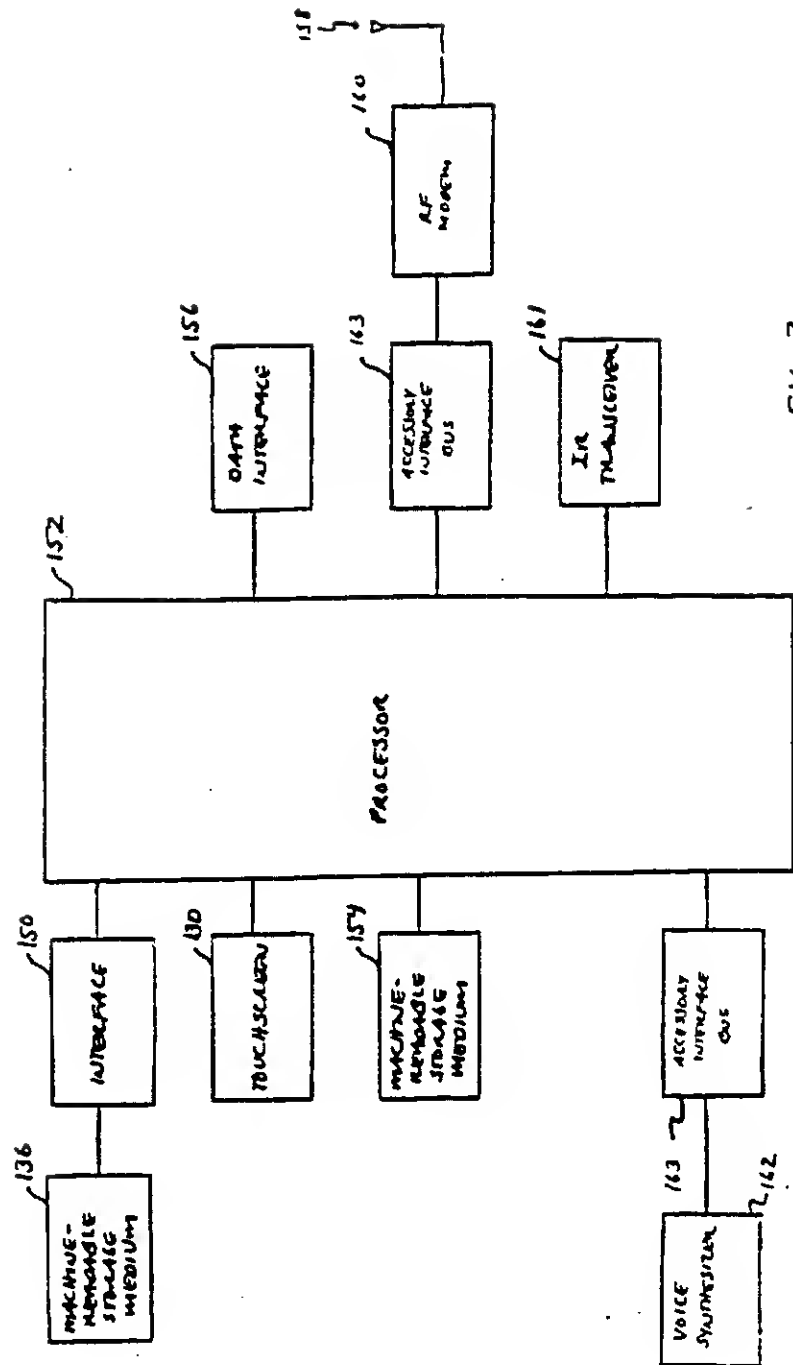 136
MACHINE-
READABLE
STORAGE
MEDIUM
150
INTERFACE
130
TOUCHSCREEN
154
MACHINE-
READABLE
STORAGE
MEDIUM
162
VOICE
SYNTHESIZER
163
ACCESSORY
INTERFACE
BUS
152
PROCESSOR
156
DATA
INTERFACE
163
ACCESSORY
INTERFACE
BUS
161
IR
TRANSCEIVER
160
RF
MODEM
158